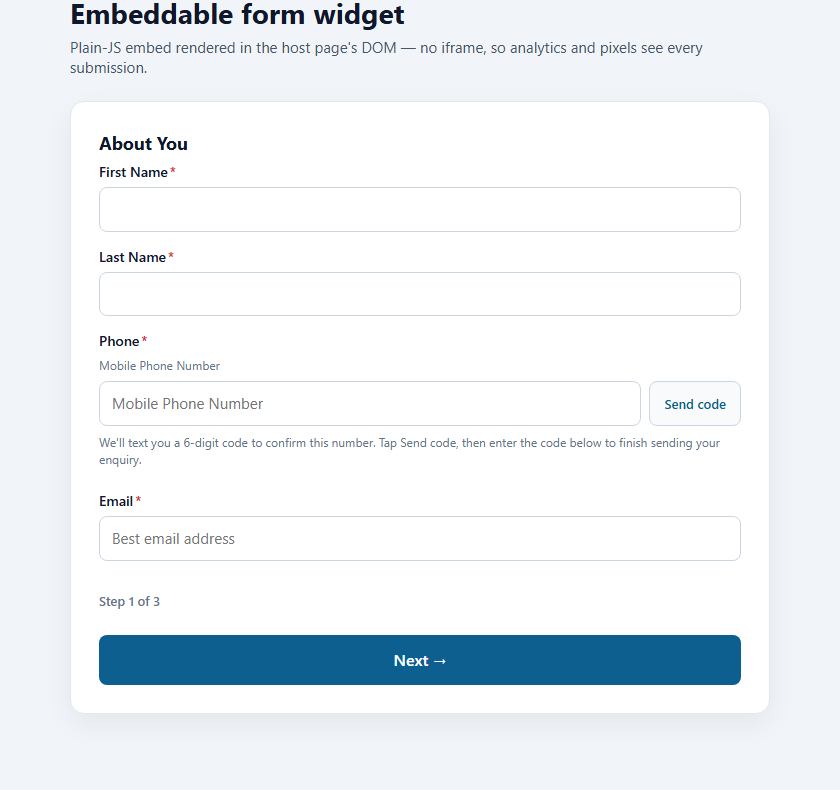 Embeddable form widget
Plain-JS embed rendered in the host page's DOM — no iframe, so analytics and pixels see every
submission.
About You
First Name*
Last Name*
Phone*
Mobile Phone Number
Mobile Phone Number
Send code
We'll text you a 6-digit code to confirm this number. Tap Send code, then enter the code below to finish sending your
enquiry.
Email*
Best email address
Step 1 of 3
Next →